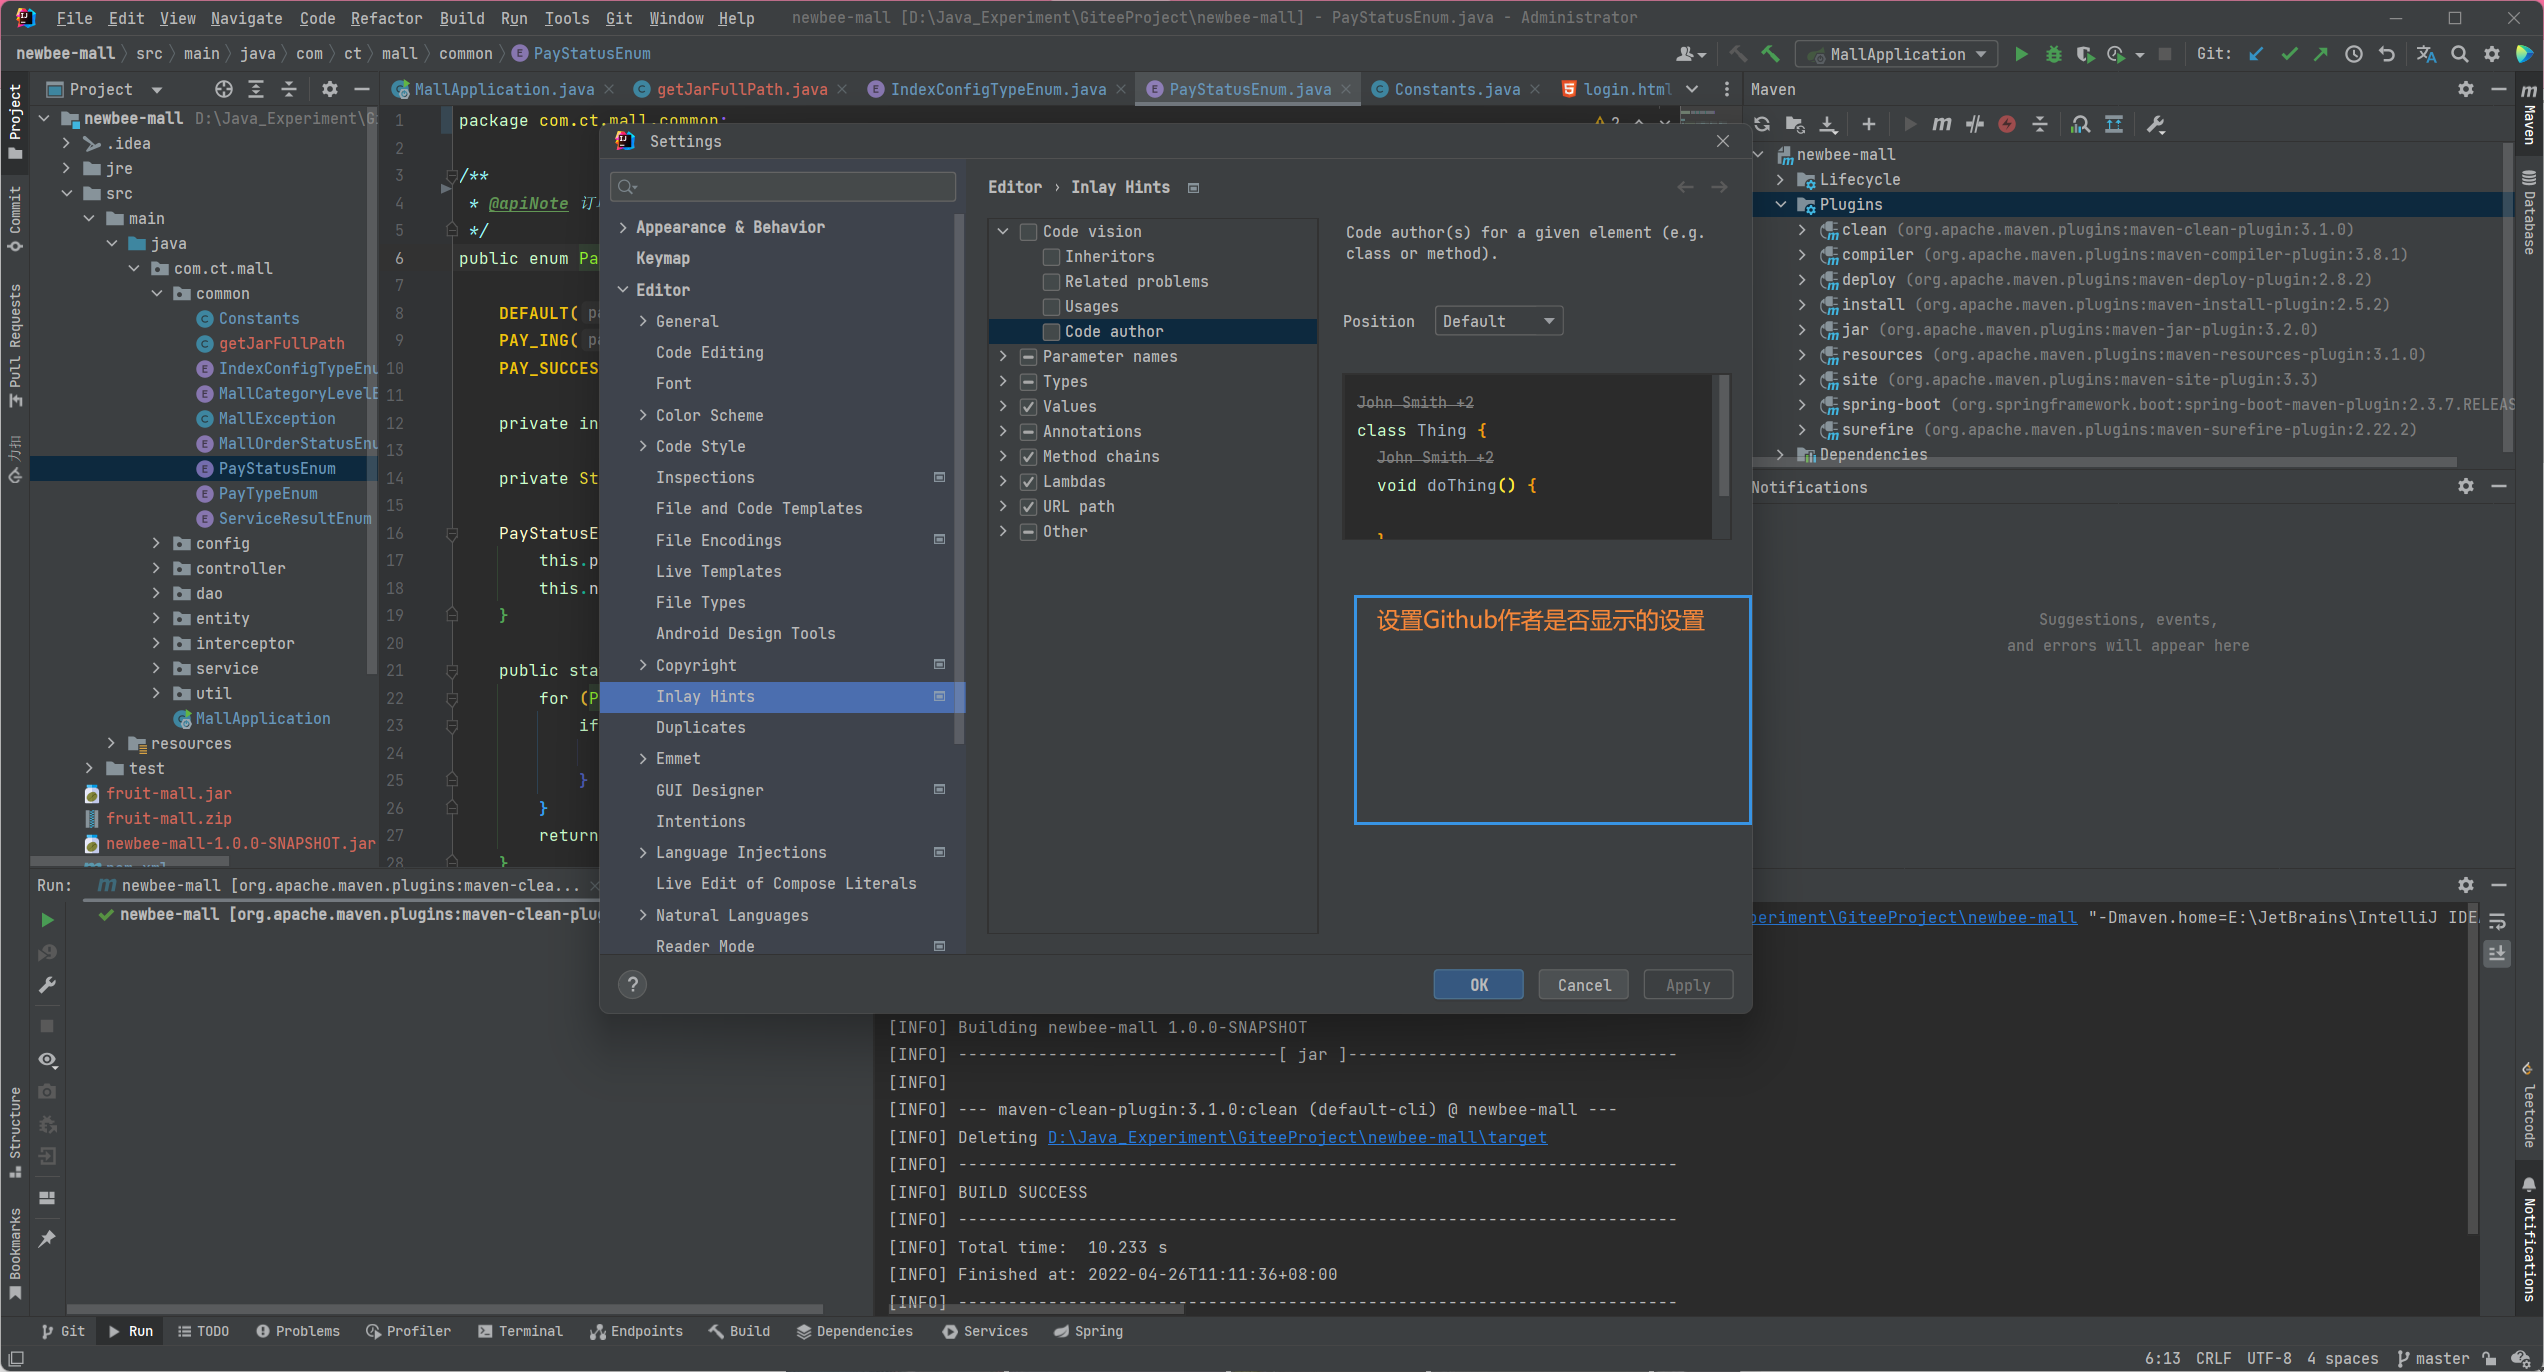 File Edit View Navigate Code Refactor Build Run Tools Git Window Help newbee-mall [D:\Java_Experiment\GiteeProject\newbee-mall] - PayStatusEnum.java - Administrator
newbee-mall src main java com ct mall common PayStatusEnum
MallApplication Git:
Project
MallApplication.java getJarFullPath.java IndexConfigTypeEnum.java PayStatusEnum.java Constants.java login.html
Maven
Project
Commit
Pull Requests
力扣
Structure
Bookmarks
newbee-mall D:\Java_Experiment\G
.idea
jre
src
main
java
com.ct.mall
common
Constants
getJarFullPath
IndexConfigTypeEnu
MallCategoryLevelE
MallException
MallOrderStatusEnu
PayStatusEnum
PayTypeEnum
ServiceResultEnum
config
controller
dao
entity
interceptor
service
util
MallApplication
resources
test
fruit-mall.jar
fruit-mall.zip
newbee-mall-1.0.0-SNAPSHOT.jar
1 package com.ct.mall.common;
2
3 /**
4 * @apiNote 订
5 */
6 public enum Pa
7
8 DEFAULT( pa
9 PAY_ING( pa
10 PAY_SUCCES
11
12 private in
13
14 private St
15
16 PayStatusE
17 this.p
18 this.n
19 }
20
21 public sta
22 for (P
23 if
24
25 }
26 }
27 return
28 }
2
Settings
Appearance & Behavior
Keymap
Editor
General
Code Editing
Font
Color Scheme
Code Style
Inspections
File and Code Templates
File Encodings
Live Templates
File Types
Android Design Tools
Copyright
Inlay Hints
Duplicates
Emmet
GUI Designer
Intentions
Language Injections
Live Edit of Compose Literals
Natural Languages
Reader Mode
Editor › Inlay Hints
Code vision
Inheritors
Related problems
Usages
Code author
Parameter names
Types
Values
Annotations
Method chains
Lambdas
URL path
Other
Code author(s) for a given element (e.g.
class or method).
Position Default
John Smith +2
class Thing {
John Smith +2
void doThing() {
}
设置Github作者是否显示的设置
? OK Cancel Apply
newbee-mall
Lifecycle
Plugins
clean (org.apache.maven.plugins:maven-clean-plugin:3.1.0)
compiler (org.apache.maven.plugins:maven-compiler-plugin:3.8.1)
deploy (org.apache.maven.plugins:maven-deploy-plugin:2.8.2)
install (org.apache.maven.plugins:maven-install-plugin:2.5.2)
jar (org.apache.maven.plugins:maven-jar-plugin:3.2.0)
resources (org.apache.maven.plugins:maven-resources-plugin:3.1.0)
site (org.apache.maven.plugins:maven-site-plugin:3.3)
spring-boot (org.springframework.boot:spring-boot-maven-plugin:2.3.7.RELEAS
surefire (org.apache.maven.plugins:maven-surefire-plugin:2.22.2)
Dependencies
Notifications
Suggestions, events,
and errors will appear here
Maven
Database
leetcode
Notifications
Run: newbee-mall [org.apache.maven.plugins:maven-clea...
newbee-mall [org.apache.maven.plugins:maven-clean-plug
periment\GiteeProject\newbee-mall "-Dmaven.home=E:\JetBrains\IntelliJ IDE
[INFO] Building newbee-mall 1.0.0-SNAPSHOT
[INFO] --------------------------------[ jar ]---------------------------------
[INFO]
[INFO] --- maven-clean-plugin:3.1.0:clean (default-cli) @ newbee-mall ---
[INFO] Deleting D:\Java_Experiment\GiteeProject\newbee-mall\target
[INFO] ------------------------------------------------------------------------
[INFO] BUILD SUCCESS
[INFO] ------------------------------------------------------------------------
[INFO] Total time:  10.233 s
[INFO] Finished at: 2022-04-26T11:11:36+08:00
[INFO] ------------------------------------------------------------------------
Git Run TODO Problems Profiler Terminal Endpoints Build Dependencies Services Spring
6:13 CRLF UTF-8 4 spaces master